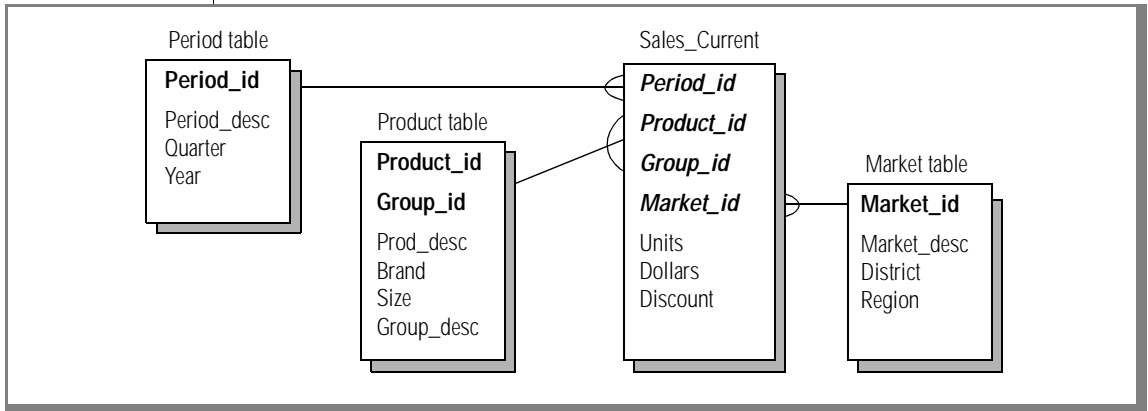 Period table
Period_id
Period_desc
Quarter
Year
Product table
Product_id
Group_id
Prod_desc
Brand
Size
Group_desc
Sales_Current
Period_id
Product_id
Group_id
Market_id
Units
Dollars
Discount
Market table
Market_id
Market_desc
District
Region